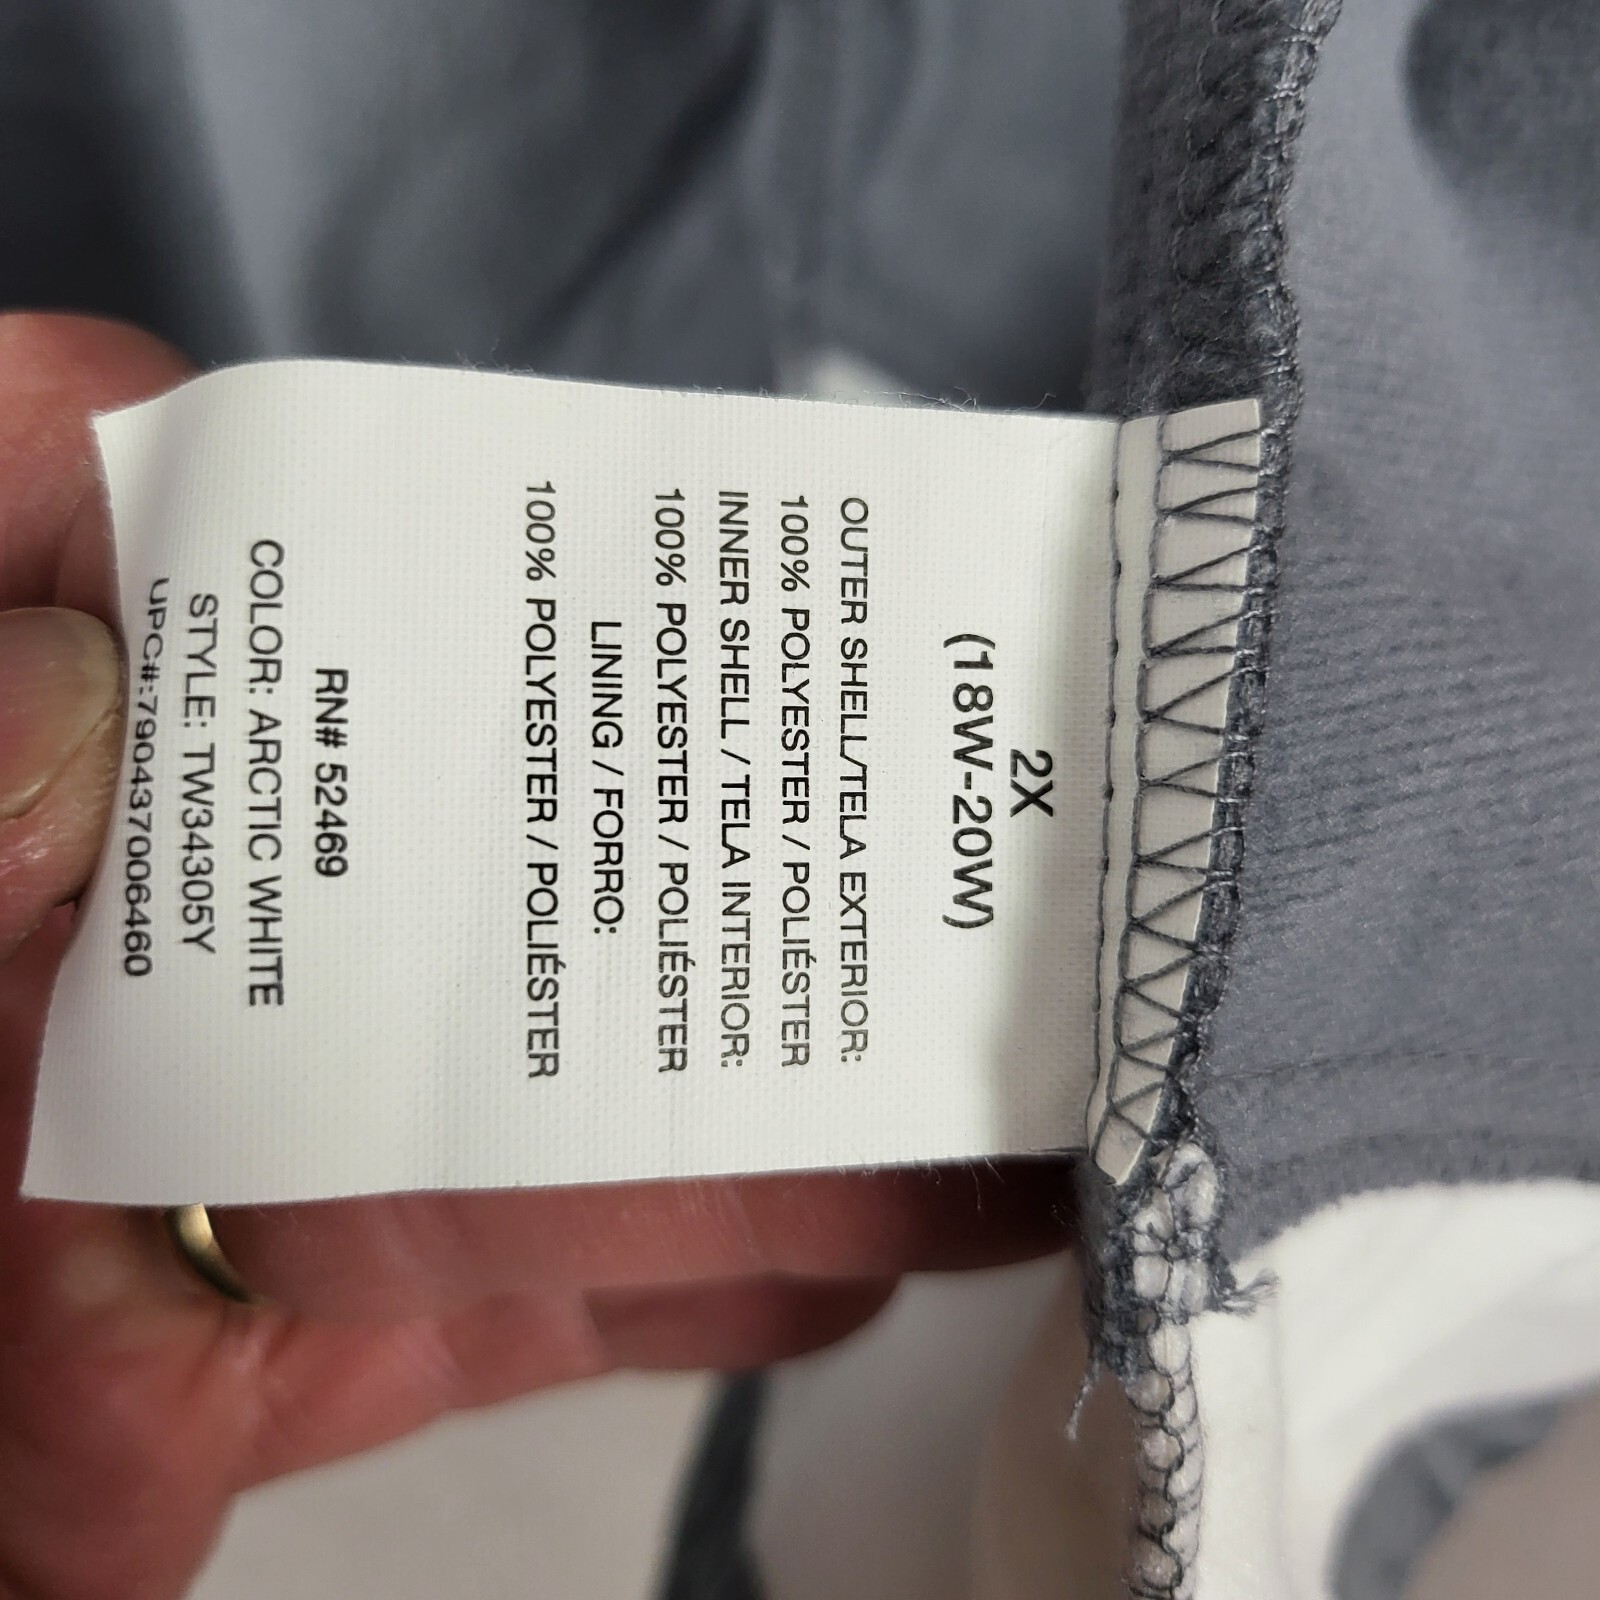 2X
(18W-20W)
OUTER SHELL/TELA EXTERIOR:
100% POLYESTER / POLIÉSTER
INNER SHELL / TELA INTERIOR:
100% POLYESTER / POLIÉSTER
LINING / FORRO:
100% POLYESTER / POLIÉSTER
RN# 52469
COLOR: ARCTIC WHITE
STYLE: TW34305Y
UPC#:790437006460